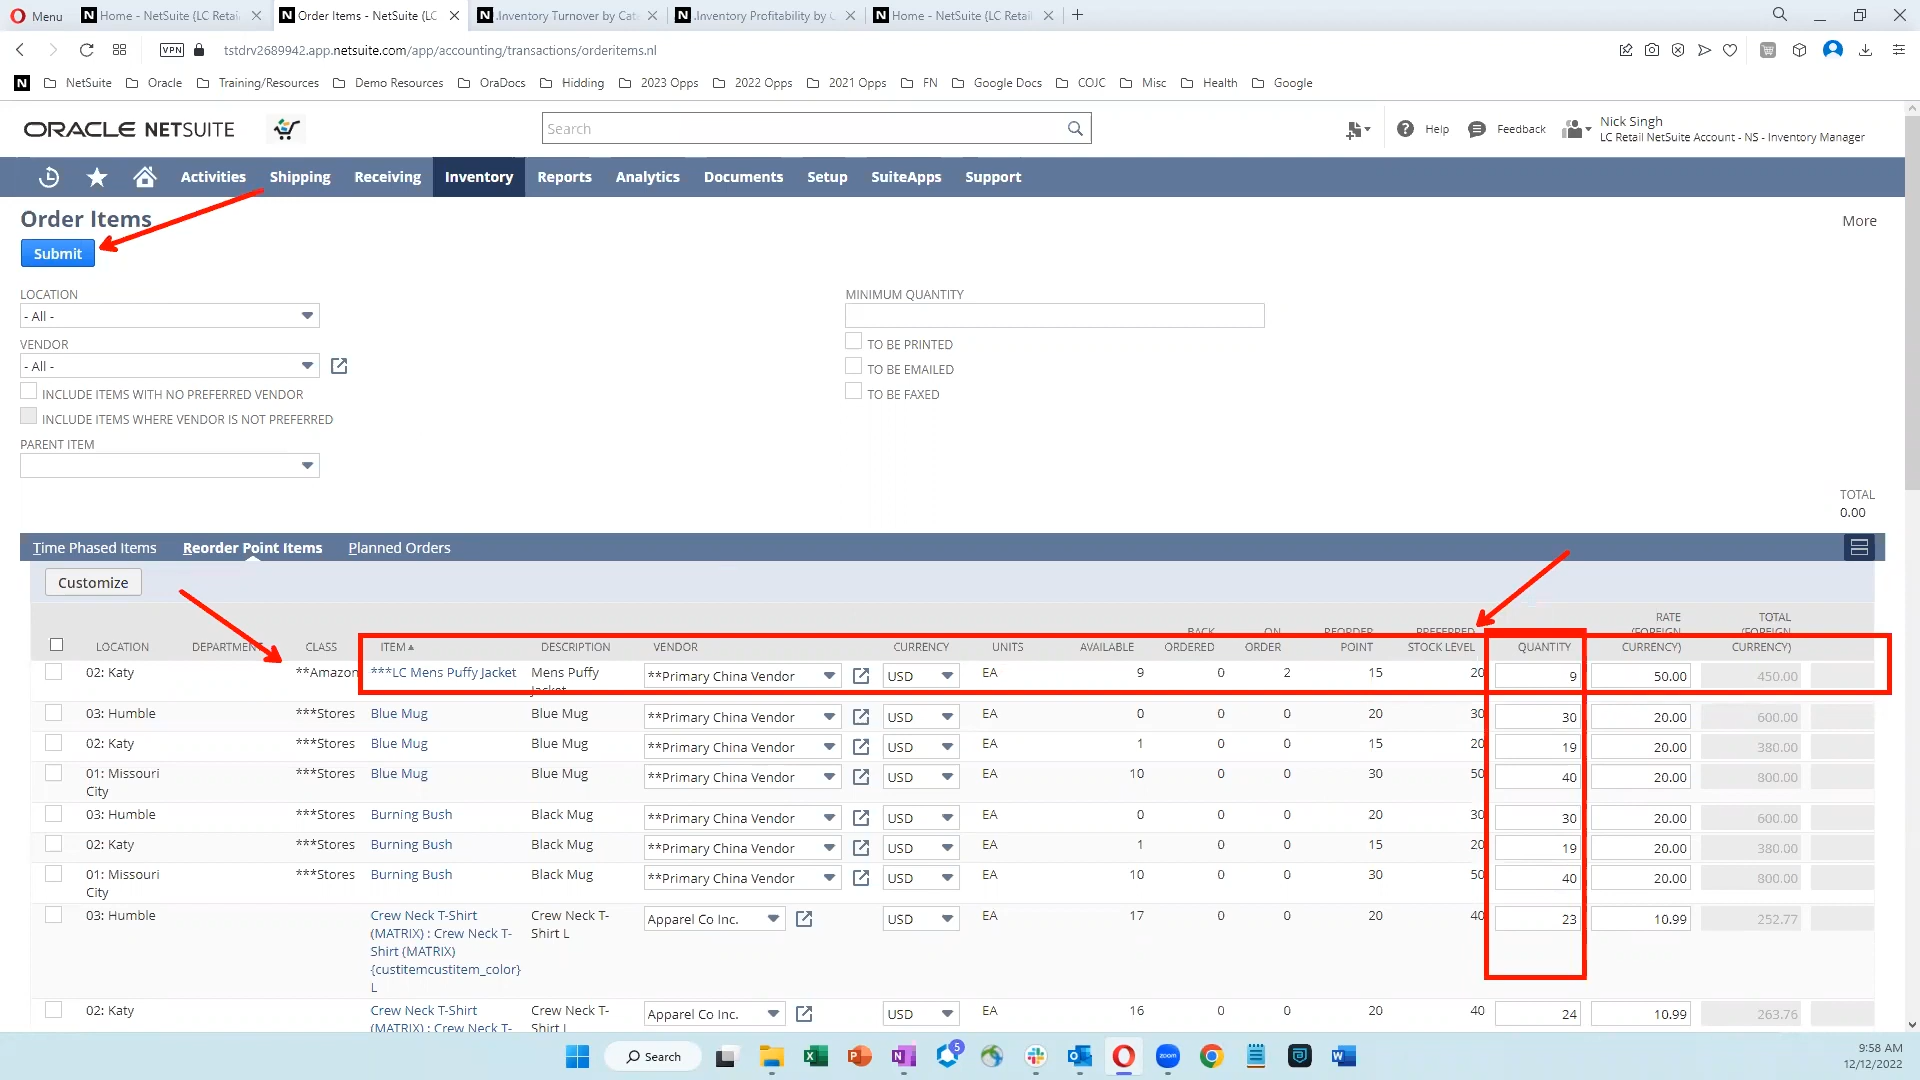 Menu
Home - NetSuite (LC Retai
Order Items - NetSuite (LC
.Inventory Turnover by Cate
.Inventory Profitability by C
Home - NetSuite (LC Retai
VPN
tstdrv2689942.app.netsuite.com/app/accounting/transactions/orderitems.nl
N NetSuite Oracle Training/Resources Demo Resources OraDocs Hidding 2023 Opps 2022 Opps 2021 Opps FN Google Docs COJC Misc Health Google
ORACLE NETSUITE
Search
Help
Feedback
Nick Singh
LC Retail NetSuite Account - NS - Inventory Manager
Activities Shipping Receiving Inventory Reports Analytics Documents Setup SuiteApps Support
Order Items
More
Submit
LOCATION
- All -
VENDOR
- All -
INCLUDE ITEMS WITH NO PREFERRED VENDOR
INCLUDE ITEMS WHERE VENDOR IS NOT PREFERRED
PARENT ITEM
MINIMUM QUANTITY
TO BE PRINTED
TO BE EMAILED
TO BE FAXED
TOTAL
0.00
Time Phased Items Reorder Point Items Planned Orders
Customize
LOCATION DEPARTMENT CLASS ITEM DESCRIPTION VENDOR CURRENCY UNITS AVAILABLE BACK ORDERED ON ORDER REORDER POINT PREFERRED STOCK LEVEL QUANTITY RATE (FOREIGN CURRENCY) TOTAL (FOREIGN CURRENCY)
02: Katy **Amazon ***LC Mens Puffy Jacket Mens Puffy Jacket **Primary China Vendor USD EA 9 0 2 15 20 9 50.00 450.00
03: Humble ***Stores Blue Mug Blue Mug **Primary China Vendor USD EA 0 0 0 20 30 30 20.00 600.00
02: Katy ***Stores Blue Mug Blue Mug **Primary China Vendor USD EA 1 0 0 15 20 19 20.00 380.00
01: Missouri City ***Stores Blue Mug Blue Mug **Primary China Vendor USD EA 10 0 0 30 50 40 20.00 800.00
03: Humble ***Stores Burning Bush Black Mug **Primary China Vendor USD EA 0 0 0 20 30 30 20.00 600.00
02: Katy ***Stores Burning Bush Black Mug **Primary China Vendor USD EA 1 0 0 15 20 19 20.00 380.00
01: Missouri City ***Stores Burning Bush Black Mug **Primary China Vendor USD EA 10 0 0 30 50 40 20.00 800.00
03: Humble Crew Neck T-Shirt (MATRIX) : Crew Neck T-Shirt (MATRIX) {custitemcustitem_color} L Crew Neck T-Shirt L Apparel Co Inc. USD EA 17 0 0 20 40 23 10.99 252.77
02: Katy Crew Neck T-Shirt (MATRIX) : Crew Neck T- Crew Neck T-Shirt L Apparel Co Inc. USD EA 16 0 0 20 40 24 10.99 263.76
Search
5
zoom
9:58 AM
12/12/2022